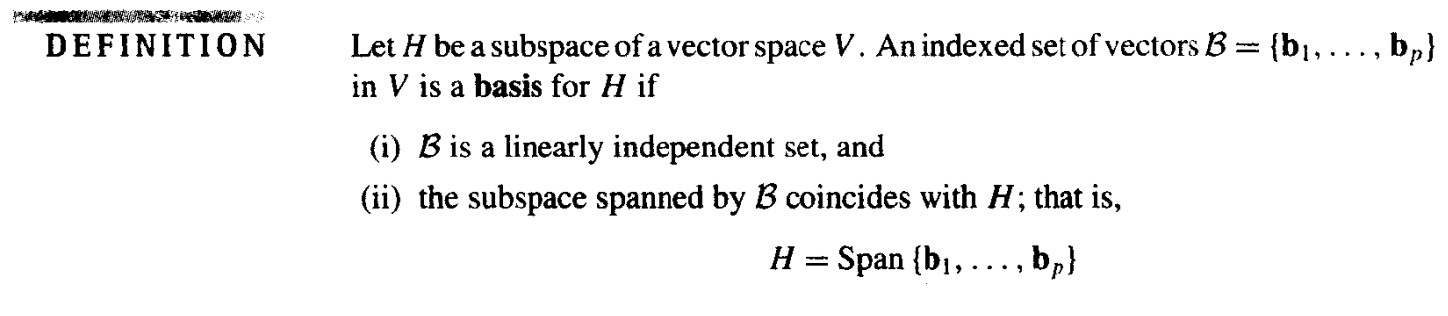 DEFINITION Let H be a subspace of a vector space V. An indexed set of vectors ℬ = {b₁, . . . , bₚ}
in V is a basis for H if
(i) ℬ is a linearly independent set, and
(ii) the subspace spanned by ℬ coincides with H; that is,
H = Span {b₁, . . . , bₚ}